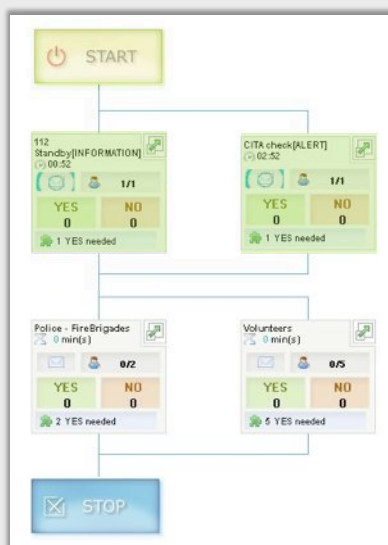 START
112
Standby[INFORMATION]
00:52
1/1
YES NO
0 0
1 YES needed
CITA check[ALERT]
02:52
1/1
YES NO
0 0
1 YES needed
Police - FireBrigades
0 min(s)
0/2
YES NO
0 0
2 YES needed
Volunteers
0 min(s)
0/5
YES NO
0 0
5 YES needed
STOP